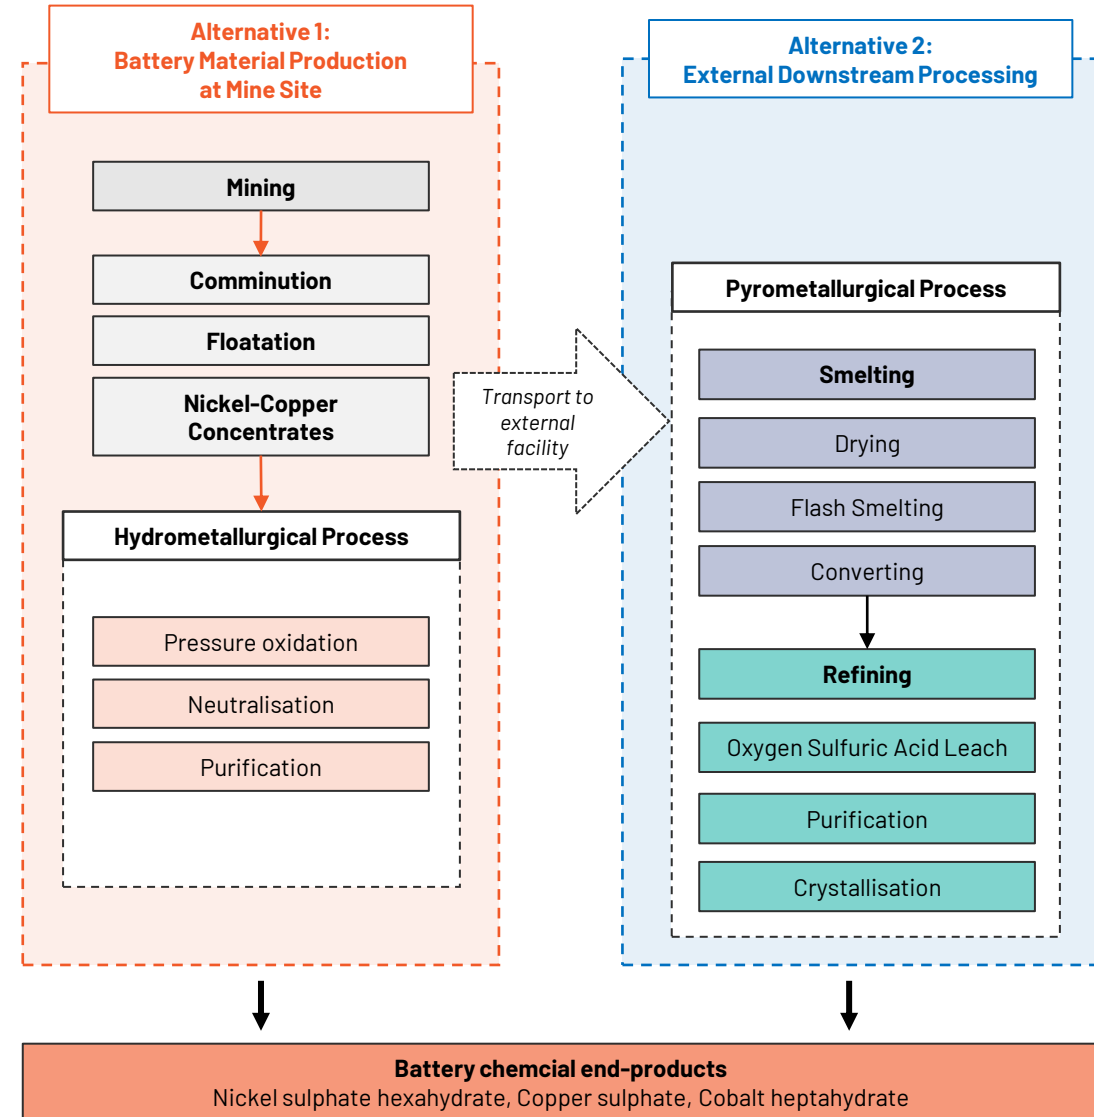 Alternative 1:
Battery Material Production
at Mine Site
Mining
Comminution
Floatation
Nickel-Copper
Concentrates
Hydrometallurgical Process
Pressure oxidation
Neutralisation
Purification
Transport to
external
facility
Alternative 2:
External Downstream Processing
Pyrometallurgical Process
Smelting
Drying
Flash Smelting
Converting
Refining
Oxygen Sulfuric Acid Leach
Purification
Crystallisation
Battery chemcial end-products
Nickel sulphate hexahydrate, Copper sulphate, Cobalt heptahydrate